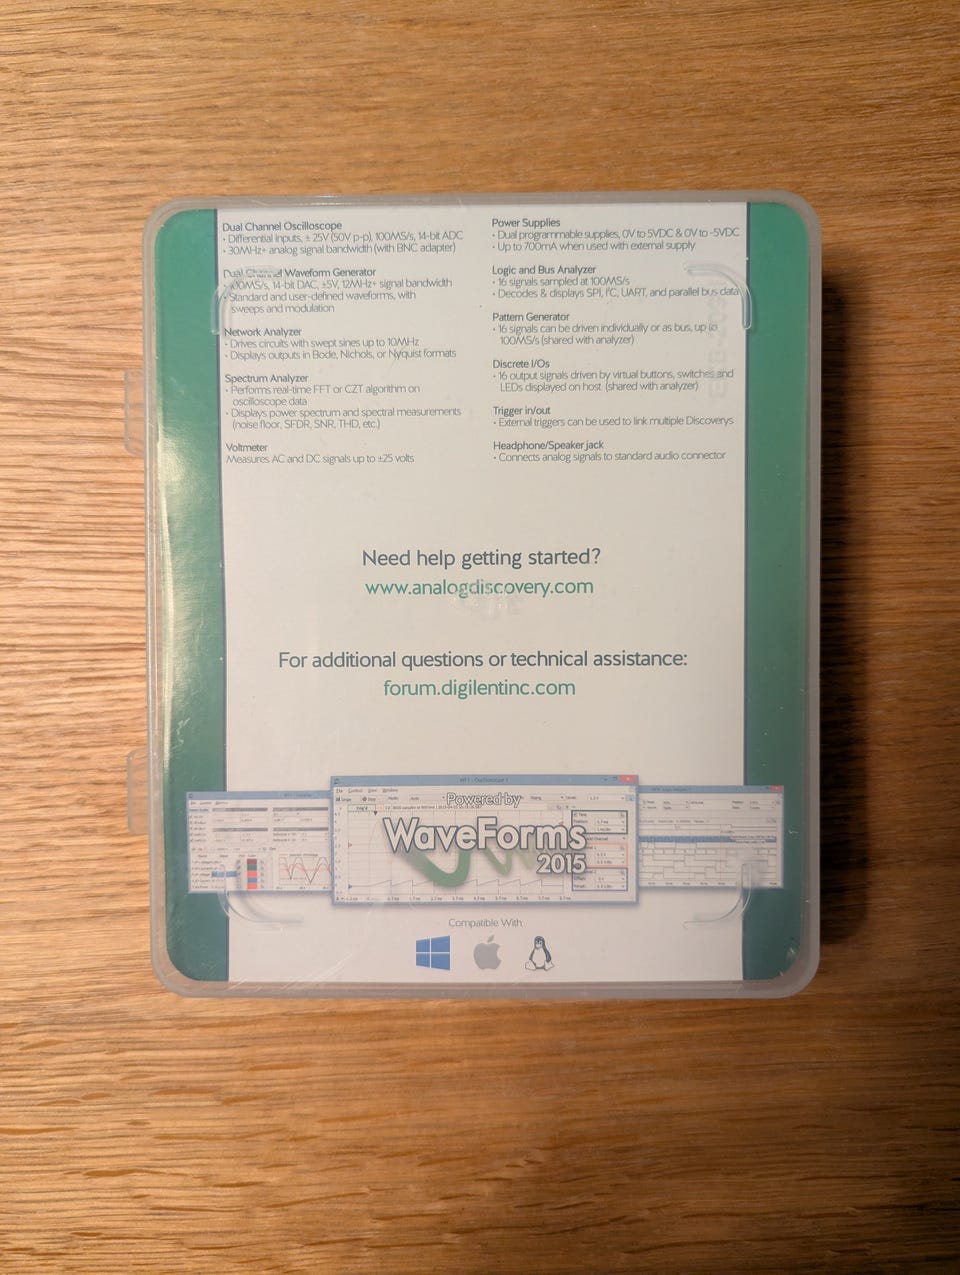 Dual Channel Oscilloscope
• Differential inputs, ± 25V (50V p-p), 100MS/s, 14-bit ADC
• 30MHz+ analog signal bandwidth (with BNC adapter)
Dual Channel Waveform Generator
• 100MS/s, 14-bit DAC, ±5V, 12MHz+ signal bandwidth
• Standard and user-defined waveforms, with
sweeps and modulation
Network Analyzer
• Drives circuits with swept sines up to 10MHz
• Displays outputs in Bode, Nichols, or Nyquist formats
Spectrum Analyzer
• Performs real-time FFT or CZT algorithm on
oscilloscope data
• Displays power spectrum and spectral measurements
(noise floor, SFDR, SNR, THD, etc.)
Voltmeter
Measures AC and DC signals up to ±25 volts
Power Supplies
• Dual programmable supplies, 0V to 5VDC & 0V to -5VDC
• Up to 700mA when used with external supply
Logic and Bus Analyzer
• 16 signals sampled at 100MS/s
• Decodes & displays SPI, I²C, UART, and parallel bus data
Pattern Generator
• 16 signals can be driven individually or as bus, up to
100MS/s (shared with analyzer)
Discrete I/Os
• 16 output signals driven by virtual buttons, switches and
LEDs displayed on host (shared with analyzer)
Trigger in/out
• External triggers can be used to link multiple Discoverys
Headphone/Speaker jack
• Connects analog signals to standard audio connector
Need help getting started?
www.analogdiscovery.com
For additional questions or technical assistance:
forum.digilentinc.com
File Control View Window
Powered by
WaveForms
2015
Compatible With